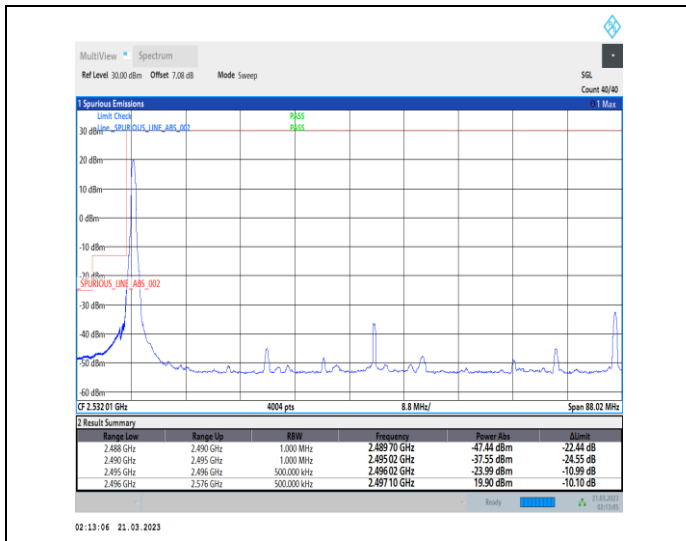 MultiView Spectrum
Ref Level 30.00 dBm Offset 7.08 dB Mode Sweep SGL
Count 40/40
1 Spurious Emissions 1 Max
Limit Check PASS
Line _SPURIOUS_LINE_ABS_002 PASS
30 dBm
20 dBm
10 dBm
0 dBm
-10 dBm
-20 dBm
SPURIOUS_LINE_ABS_002
-30 dBm
-40 dBm
-50 dBm
-60 dBm
CF 2.532 01 GHz 4004 pts 8.8 MHz/ Span 88.02 MHz
2 Result Summary
Range Low Range Up RBW Frequency Power Abs ΔLimit
2.488 GHz 2.490 GHz 1.000 MHz 2.489 70 GHz -47.44 dBm -22.44 dB
2.490 GHz 2.495 GHz 1.000 MHz 2.495 02 GHz -37.55 dBm -24.55 dB
2.495 GHz 2.496 GHz 500.000 kHz 2.496 02 GHz -23.99 dBm -10.99 dB
2.496 GHz 2.576 GHz 500.000 kHz 2.497 10 GHz 19.90 dBm -10.10 dB
Ready 21.03.2023
02:13:05
02:13:06 21.03.2023